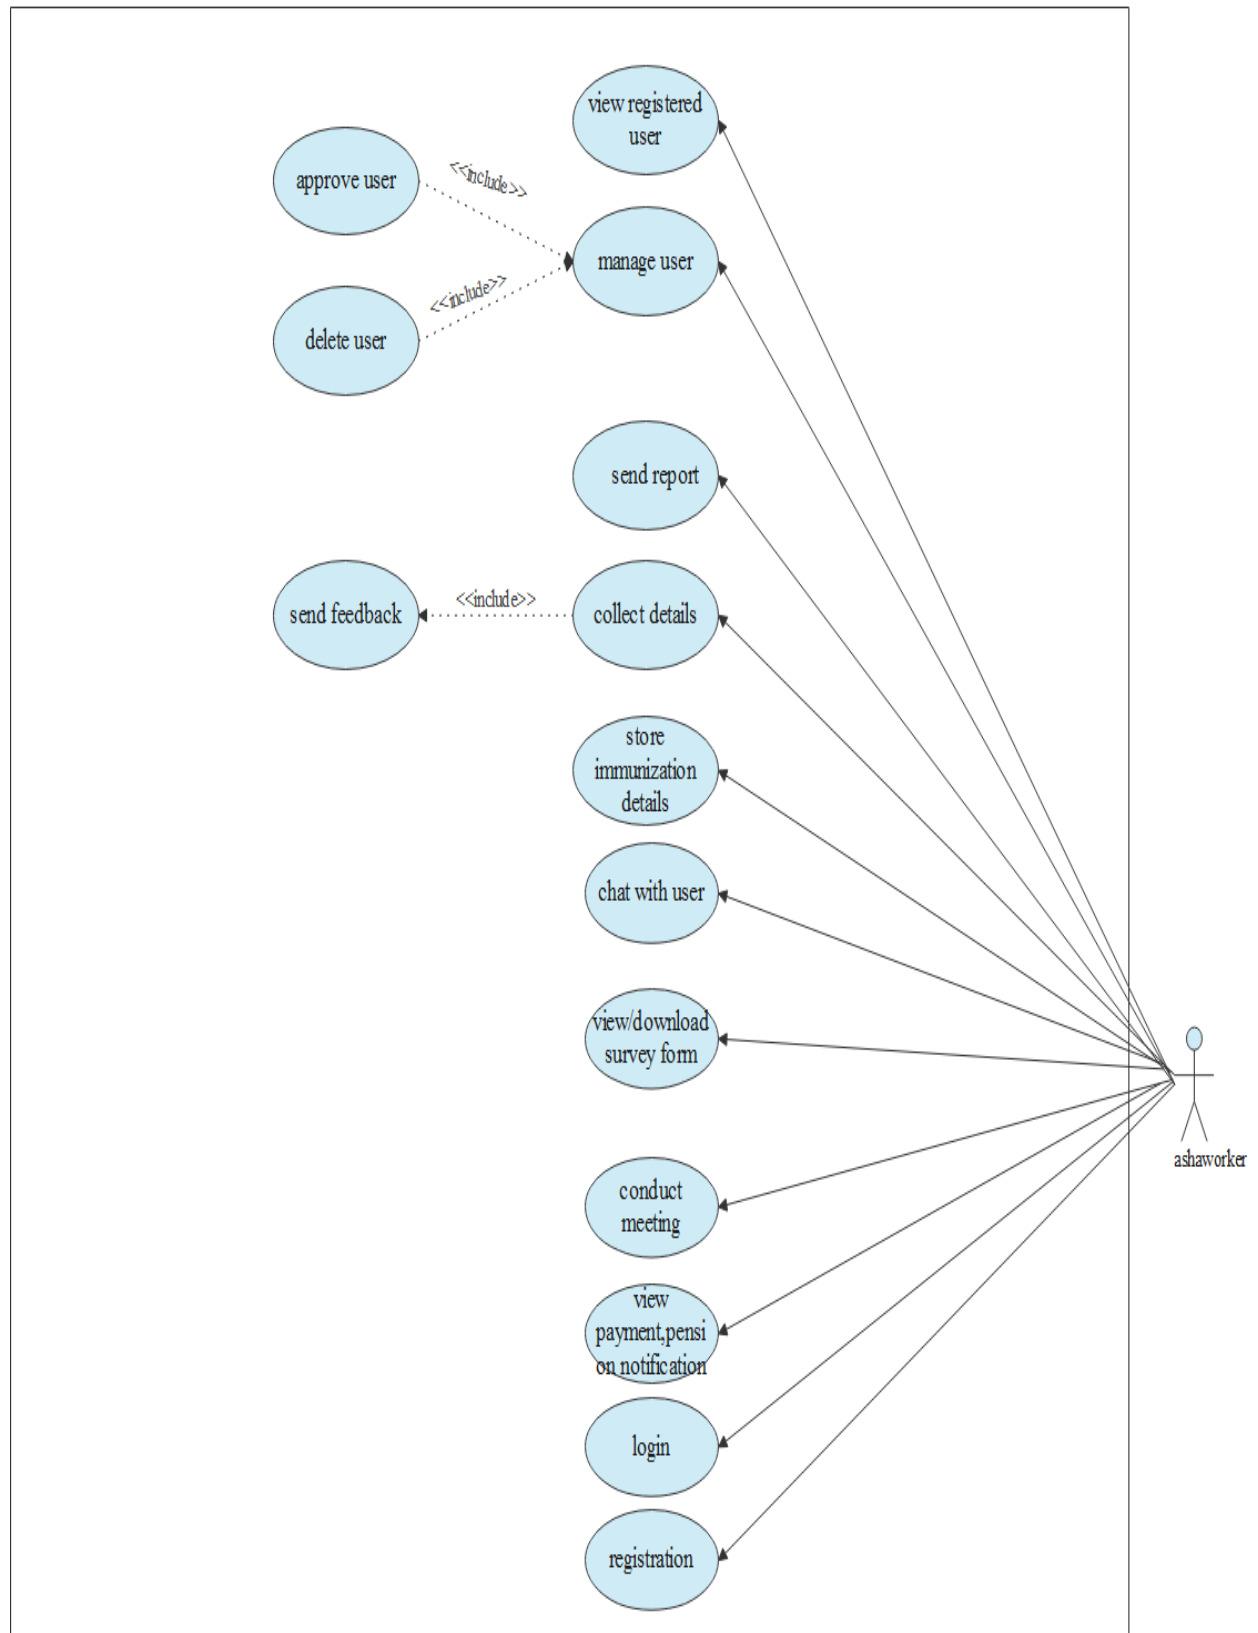 view registered
user
approve user
<<include>>
manage user
<<include>>
delete user
send report
send feedback
<<include>>
collect details
store
immunization
details
chat with user
view/download
survey form
ashaworker
conduct
meeting
view
payment,pensi
on notification
login
registration